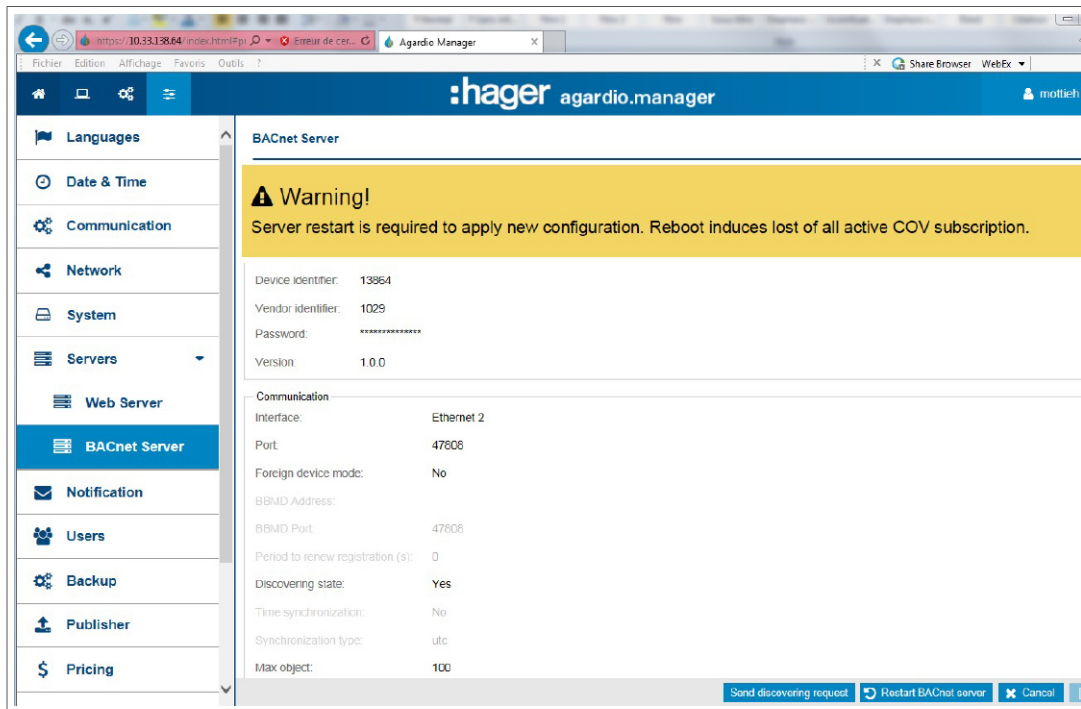 https://10.33.138.64/index.html#pi
Erreur de cer...
Agardio Manager
Fichier Edition Affichage Favoris Outils ?
Share Browser WebEx
:hager agardio.manager
mottieh
Languages
Date & Time
Communication
Network
System
Servers
Web Server
BACnet Server
Notification
Users
Backup
Publisher
Pricing
BACnet Server
Warning!
Server restart is required to apply new configuration. Reboot induces lost of all active COV subscription.
Device identifier: 13864
Vendor identifier: 1029
Password: **************
Version: 1.0.0
Communication
Interface: Ethernet 2
Port: 47808
Foreign device mode: No
BBMD Address:
BBMD Port: 47808
Period to renew registration (s): 0
Discovering state: Yes
Time synchronization: No
Synchronization type: utc
Max object: 100
Send discovering request
Restart BACnet server
Cancel